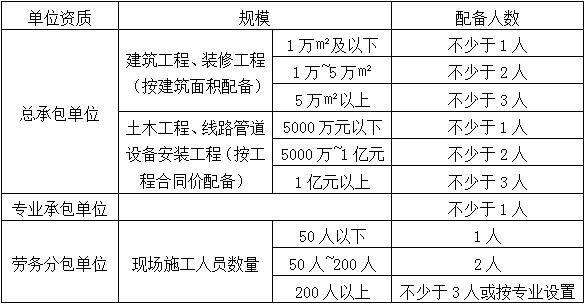 单位资质 规模 配备人数
总承包单位
建筑工程、装修工程
（按建筑面积配备）
1万㎡及以下 不少于1人
1万~5万㎡ 不少于2人
5万㎡以上 不少于3人
土木工程、线路管道
设备安装工程（按工
程合同价配备）
5000万元以下 不少于1人
5000万~1亿元 不少于2人
1亿元以上 不少于3人
专业承包单位 不少于1人
劳务分包单位 现场施工人员数量
50人以下 1人
50人~200人 2人
200人以上 不少于3人或按专业设置